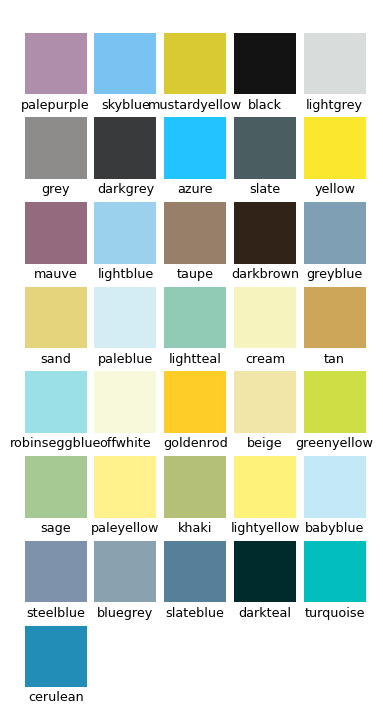 palepurple skyblue mustardyellow black lightgrey
grey darkgrey azure slate yellow
mauve lightblue taupe darkbrown greyblue
sand paleblue lightteal cream tan
robinseggblue offwhite goldenrod beige greenyellow
sage paleyellow khaki lightyellow babyblue
steelblue bluegrey slateblue darkteal turquoise
cerulean